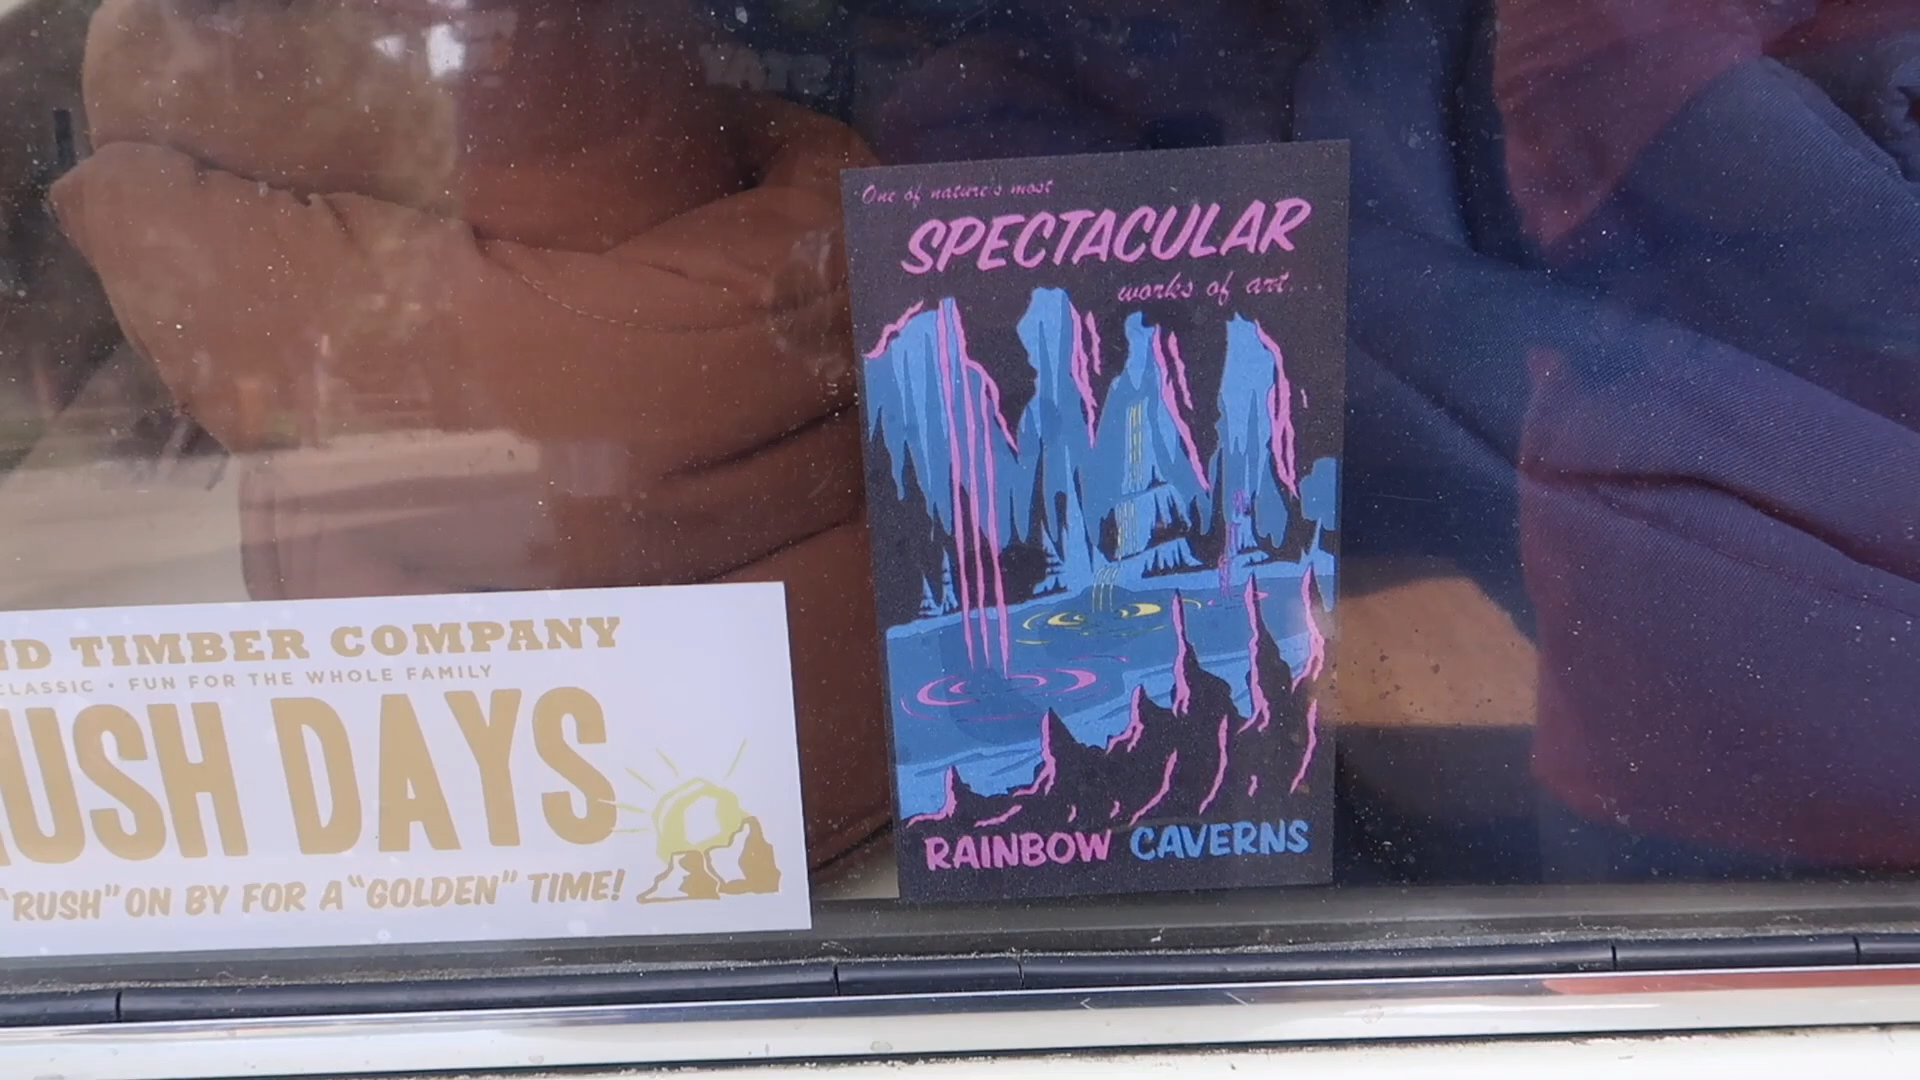 ND TIMBER COMPANY
CLASSIC • FUN FOR THE WHOLE FAMILY
USH DAYS
"RUSH" ON BY FOR A "GOLDEN" TIME!
One of nature's most
SPECTACULAR
works of art...
RAINBOW CAVERNS